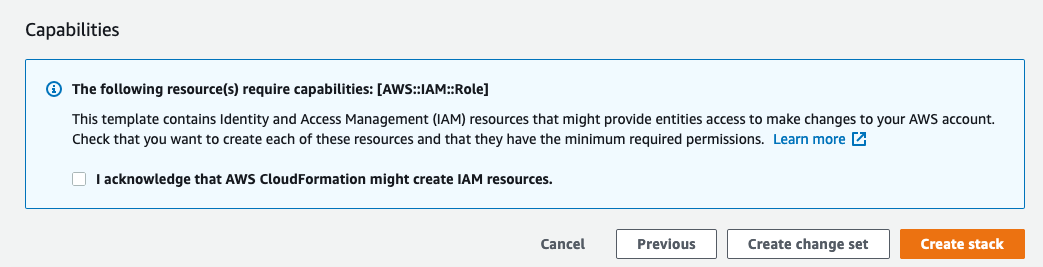 Capabilities
The following resource(s) require capabilities: [AWS::IAM::Role]
This template contains Identity and Access Management (IAM) resources that might provide entities access to make changes to your AWS account.
Check that you want to create each of these resources and that they have the minimum required permissions. Learn more
I acknowledge that AWS CloudFormation might create IAM resources.
Cancel Previous Create change set Create stack